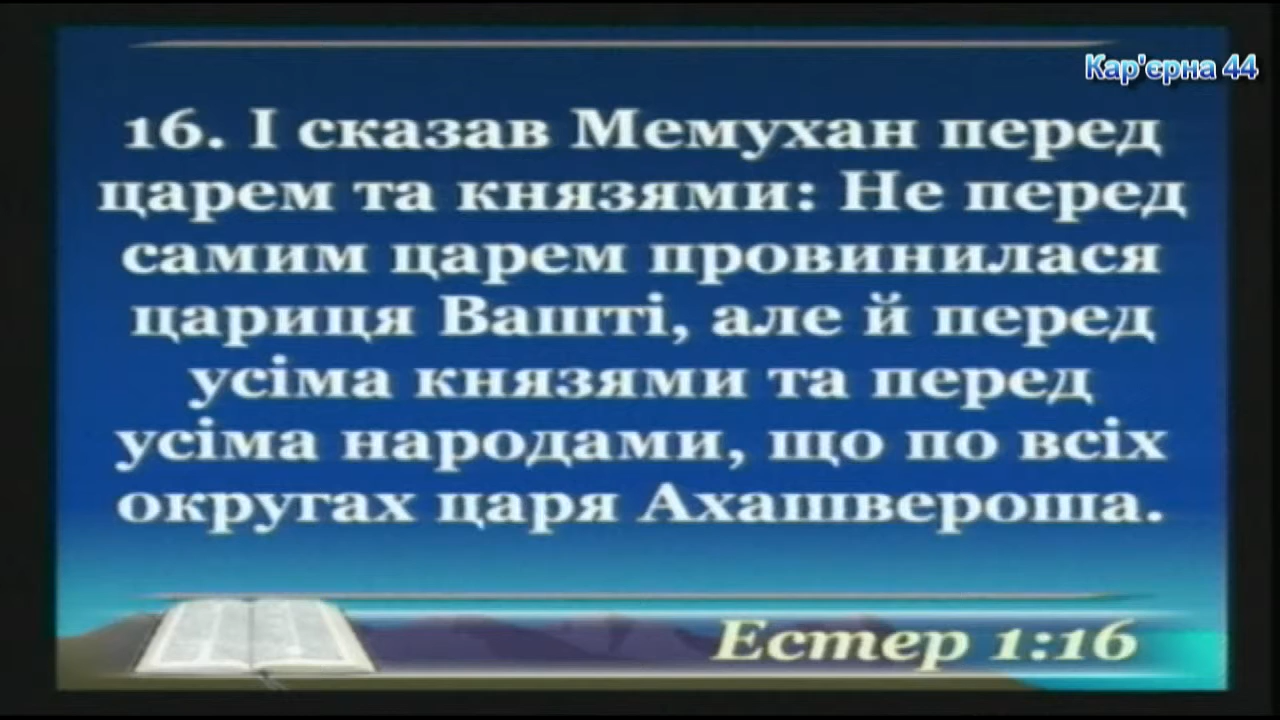 Кар'єрна 44
16. І сказав Мемухан перед
царем та князями: Не перед
самим царем провинилася
цариця Вашті, але й перед
усіма князями та перед
усіма народами, що по всіх
округах царя Ахашвероша.
Естер 1:16